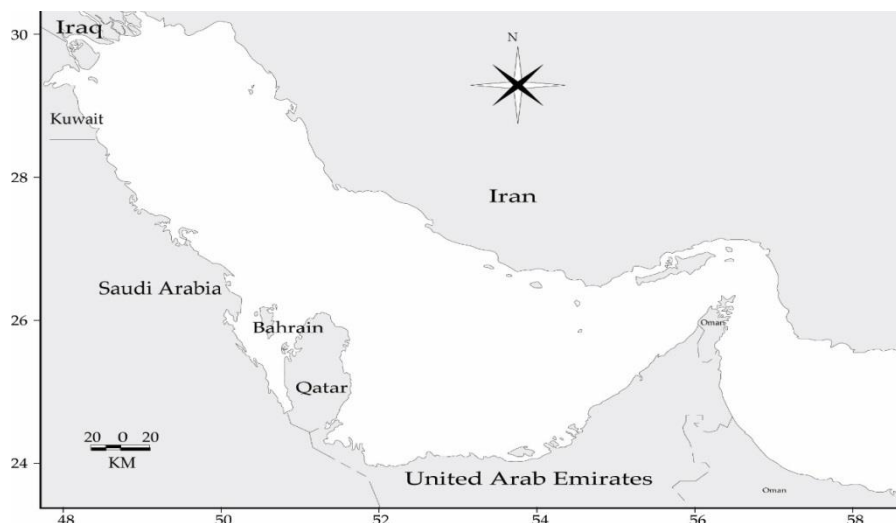 Iraq
N
30
Kuwait
28
Iran
Saudi Arabia
26
Bahrain
Oman
Qatar
20 0 20
KM
24
United Arab Emirates
Oman
48 50 52 54 56 58